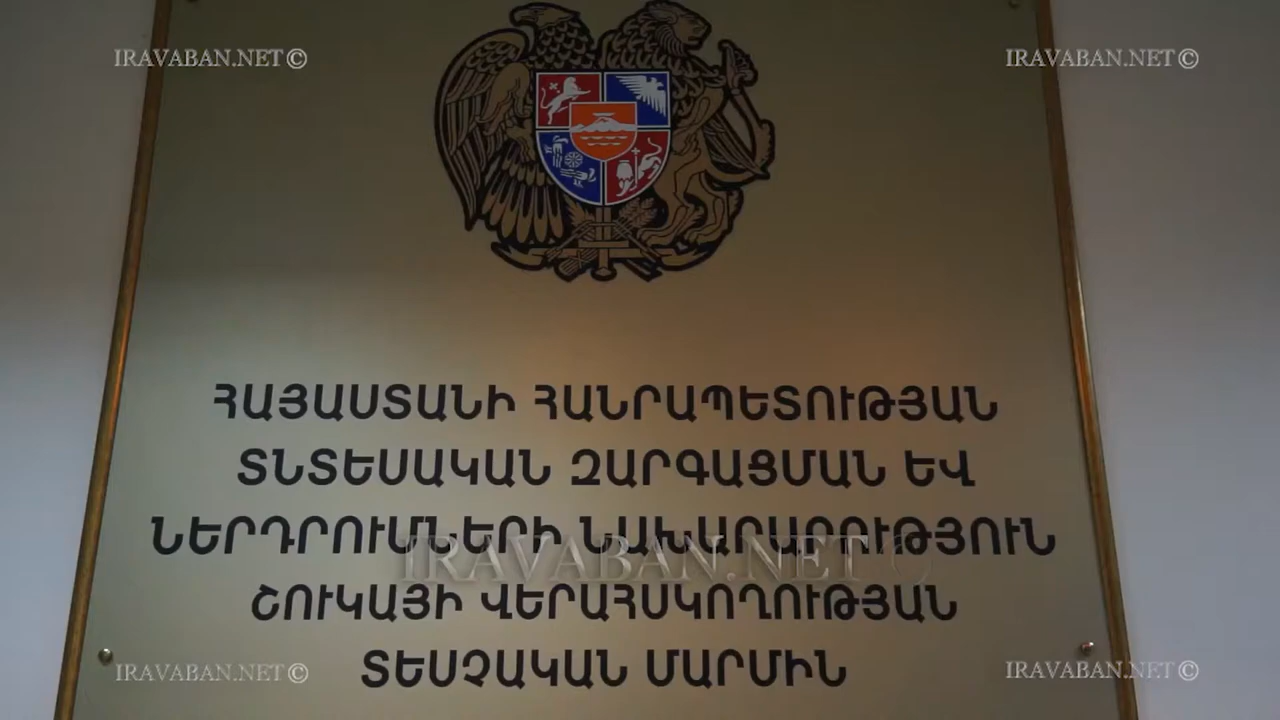 IRAVABAN.NET© IRAVABAN.NET©
ՀԱՅԱՍՏԱՆԻ ՀԱՆՐԱՊԵՏՈՒԹՅԱՆ
ՏՆՏԵՍԱԿԱՆ ԶԱՐԳԱՑՄԱՆ ԵՎ
ՆԵՐԴՐՈՒՄՆԵՐԻ ՆԱԽԱՐԱՐՈՒԹՅՈՒՆ
IRAVABAN.NET©
ՇՈՒԿԱՅԻ ՎԵՐԱՀՍԿՈՂՈՒԹՅԱՆ
ՏԵՍՉԱԿԱՆ ՄԱՐՄԻՆ
IRAVABAN.NET© IRAVABAN.NET©